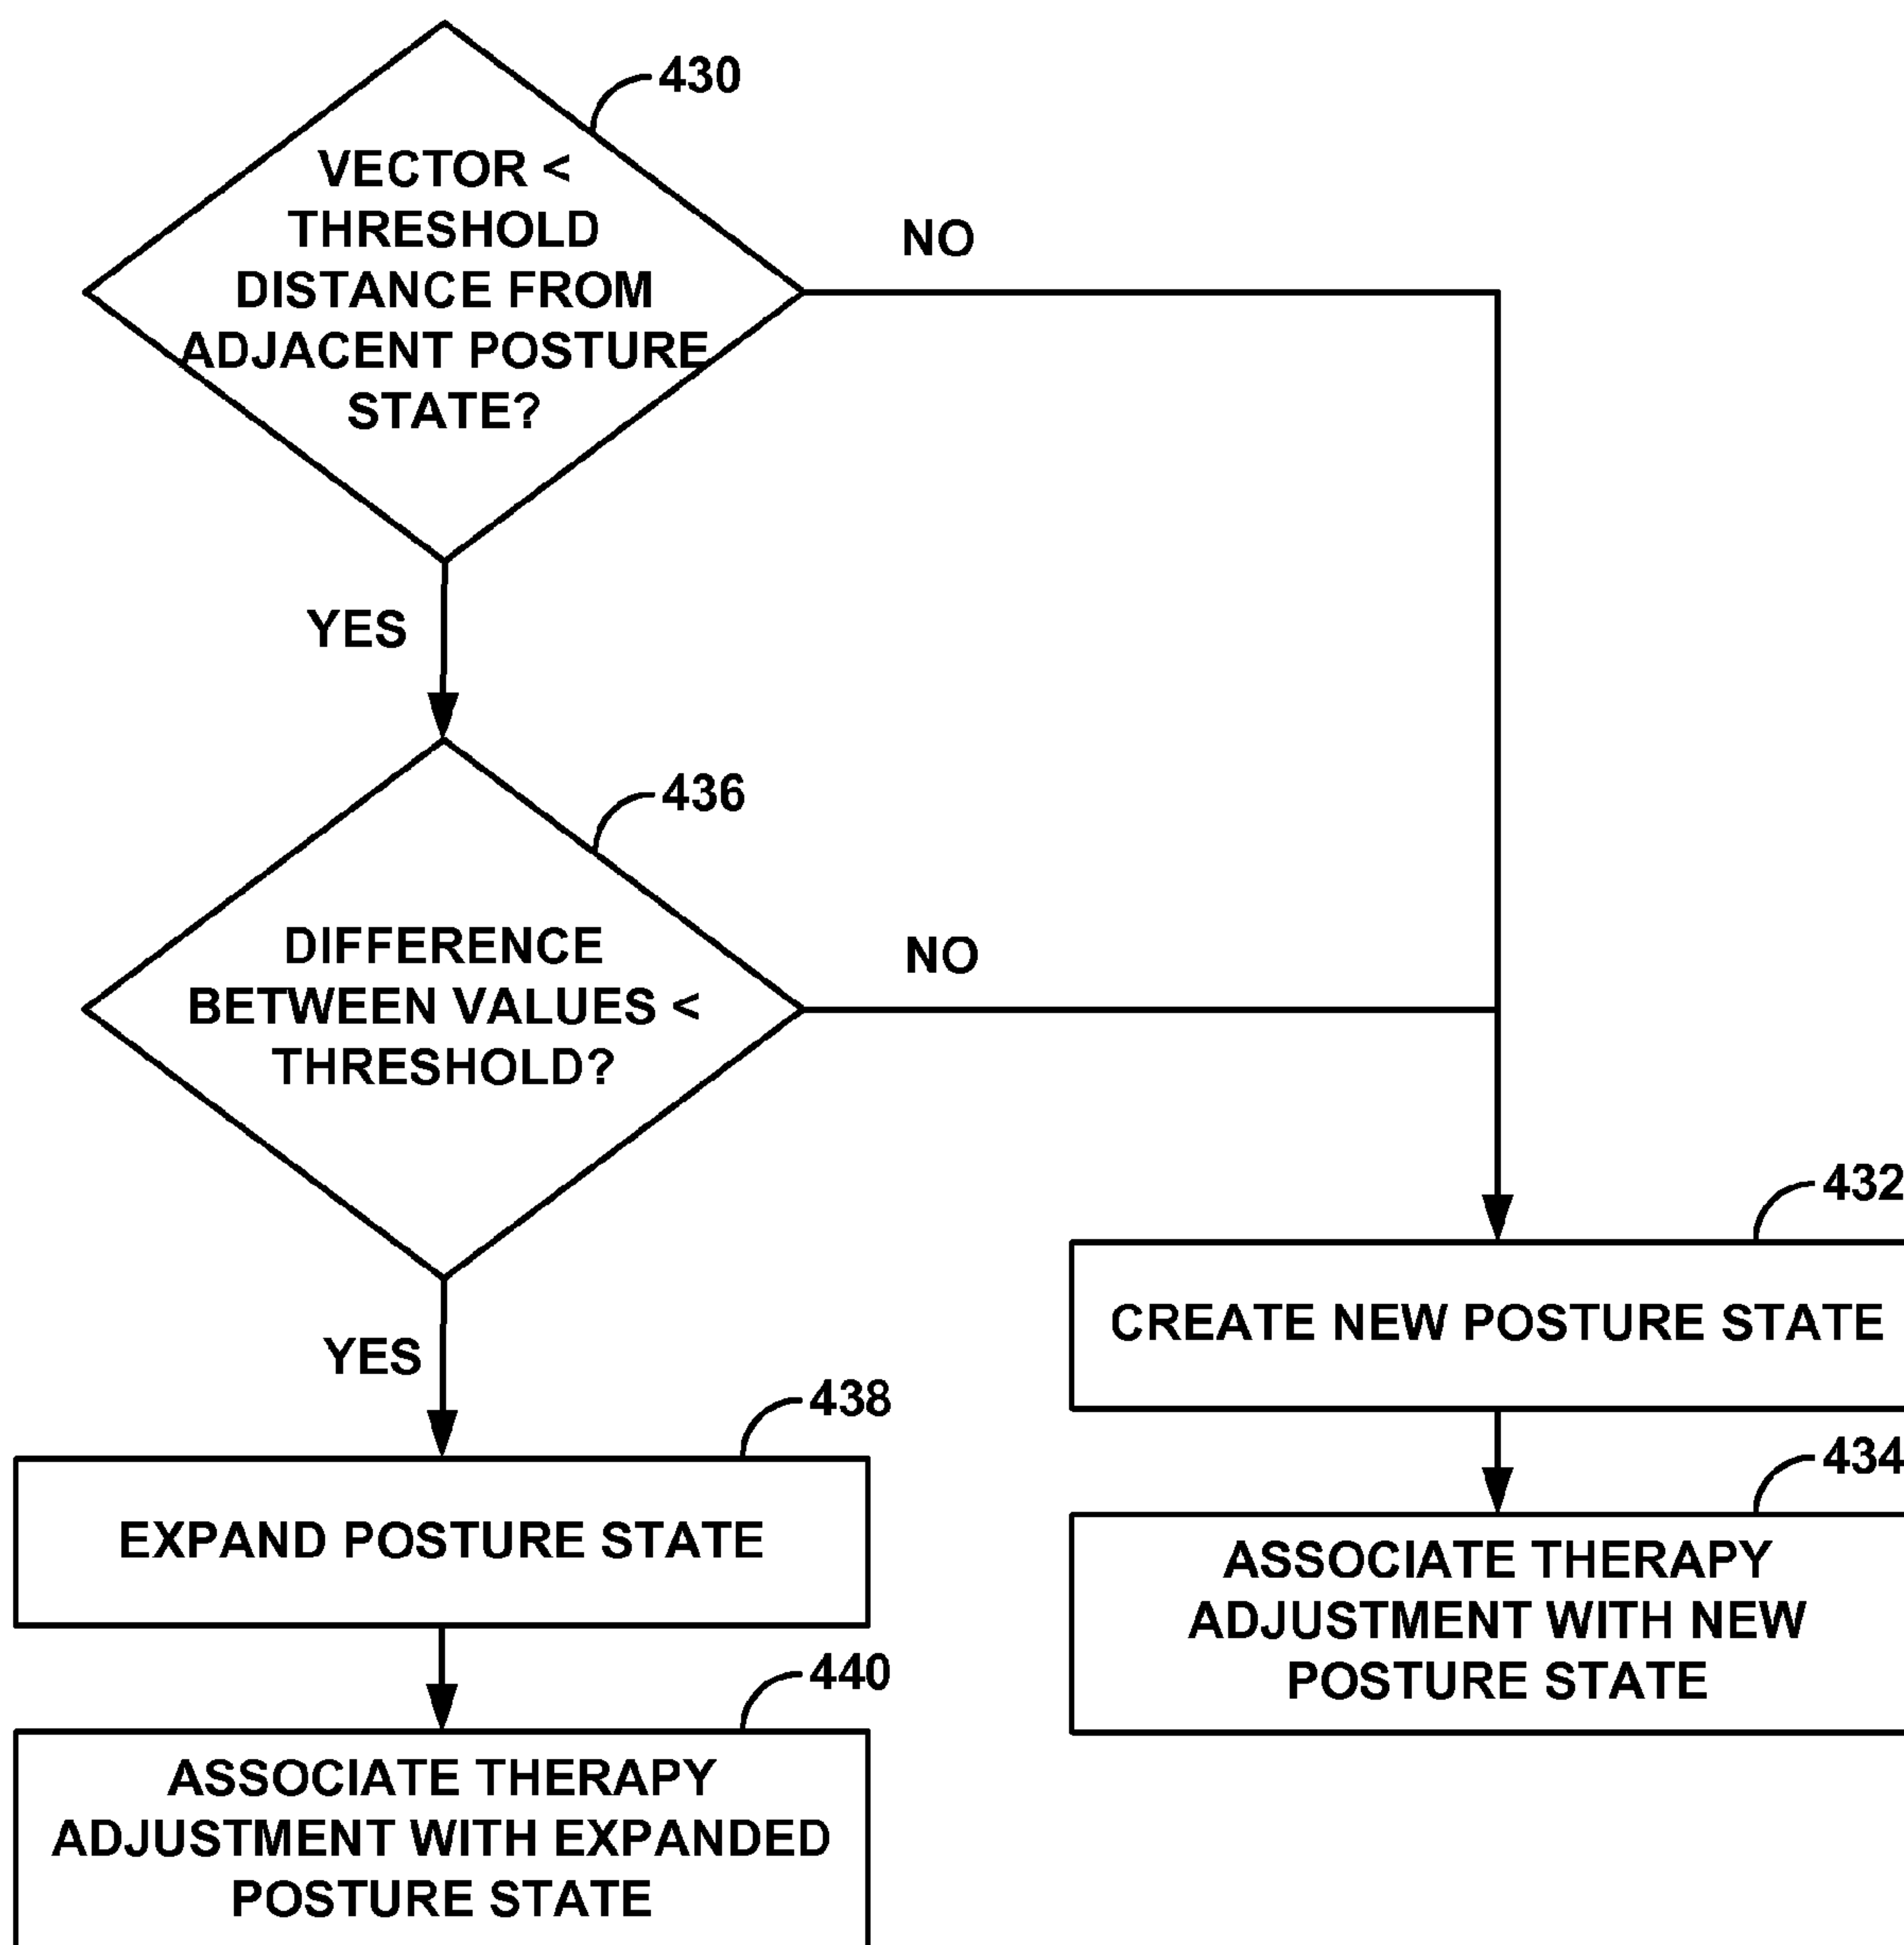 430
VECTOR <
THRESHOLD
DISTANCE FROM
ADJACENT POSTURE
STATE?
NO
YES
436
DIFFERENCE
BETWEEN VALUES <
THRESHOLD?
NO
YES
432
CREATE NEW POSTURE STATE
438
EXPAND POSTURE STATE
434
ASSOCIATE THERAPY
ADJUSTMENT WITH NEW
POSTURE STATE
440
ASSOCIATE THERAPY
ADJUSTMENT WITH EXPANDED
POSTURE STATE